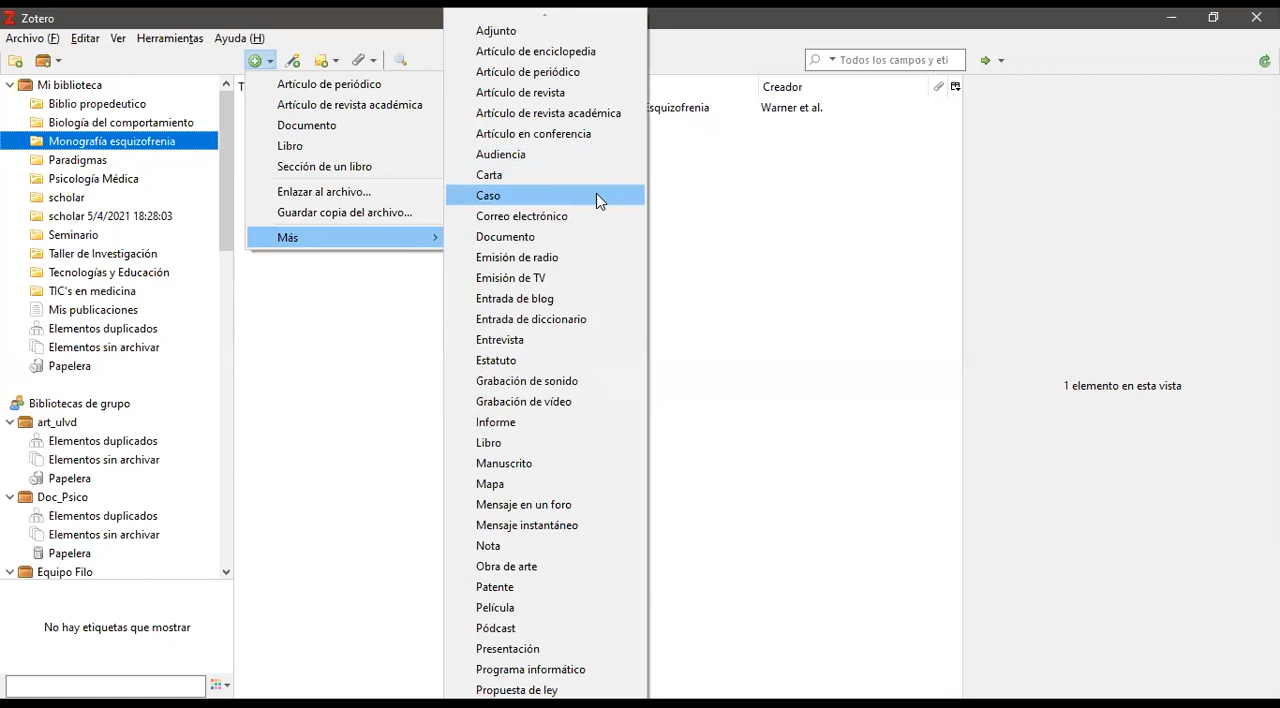 Zotero
Archivo (F) Editar Ver Herramientas Ayuda (H)
Todos los campos y eti
Mi biblioteca
Biblio propedeutico
Biología del comportamiento
Monografía esquizofrenia
Paradigmas
Psicología Médica
scholar
scholar 5/4/2021 18:28:03
Seminario
Taller de Investigación
Tecnologías y Educación
TIC's en medicina
Mis publicaciones
Elementos duplicados
Elementos sin archivar
Papelera
Bibliotecas de grupo
art_ulvd
Elementos duplicados
Elementos sin archivar
Papelera
Doc_Psico
Elementos duplicados
Elementos sin archivar
Papelera
Equipo Filo
No hay etiquetas que mostrar
Artículo de periódico
Artículo de revista académica
Documento
Libro
Sección de un libro
Enlazar al archivo...
Guardar copia del archivo...
Más
Adjunto
Artículo de enciclopedia
Artículo de periódico
Artículo de revista
Artículo de revista académica
Artículo en conferencia
Audiencia
Carta
Caso
Correo electrónico
Documento
Emisión de radio
Emisión de TV
Entrada de blog
Entrada de diccionario
Entrevista
Estatuto
Grabación de sonido
Grabación de vídeo
Informe
Libro
Manuscrito
Mapa
Mensaje en un foro
Mensaje instantáneo
Nota
Obra de arte
Patente
Película
Pódcast
Presentación
Programa informático
Propuesta de ley
Creador
squizofrenia Warner et al.
1 elemento en esta vista